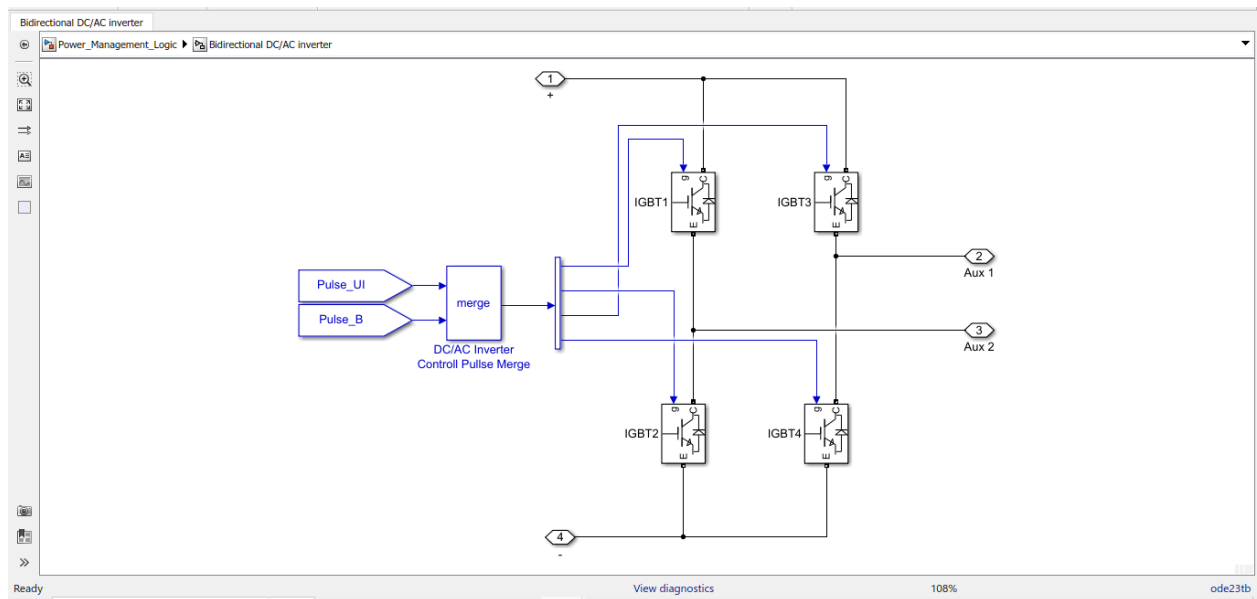 Bidirectional DC/AC inverter
Power_Management_Logic Bidirectional DC/AC inverter
1
+
g C
IGBT1
E
g C
IGBT3
E
2
Aux 1
Pulse_UI
Pulse_B
merge
DC/AC Inverter
Controll Pullse Merge
3
Aux 2
g C
IGBT2
E
g C
IGBT4
E
4
-
Ready View diagnostics 108% ode23tb